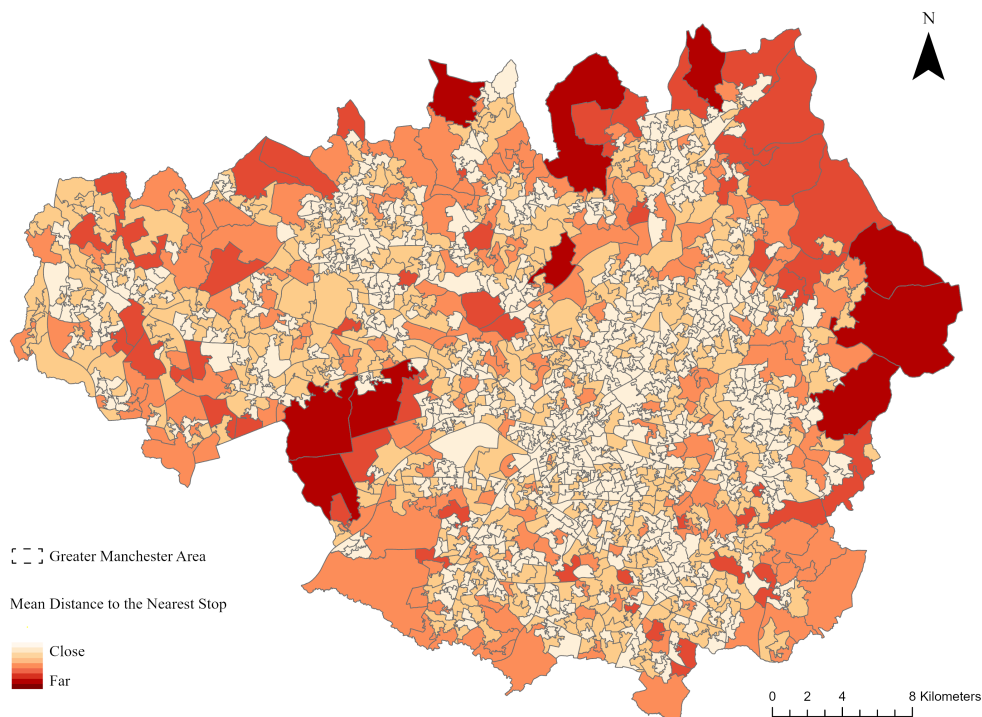 N
Greater Manchester Area
Mean Distance to the Nearest Stop
Close
Far
0 2 4 8 Kilometers